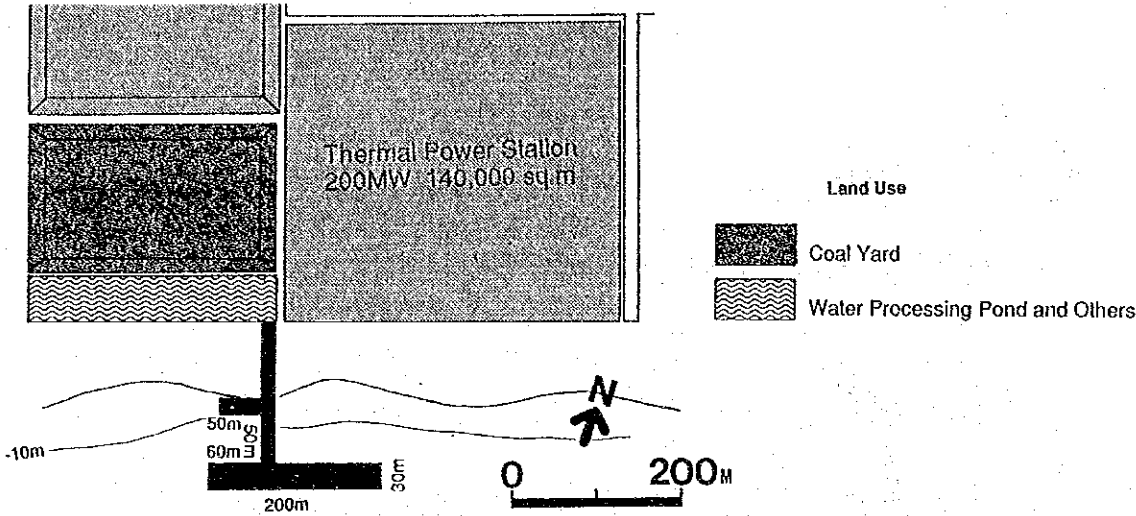 Thermal Power Station
200MW 140,000 sq.m
Land Use
Coal Yard
Water Processing Pond and Others
N
50m
50m
-10m
60m
30m
200m
0 200M